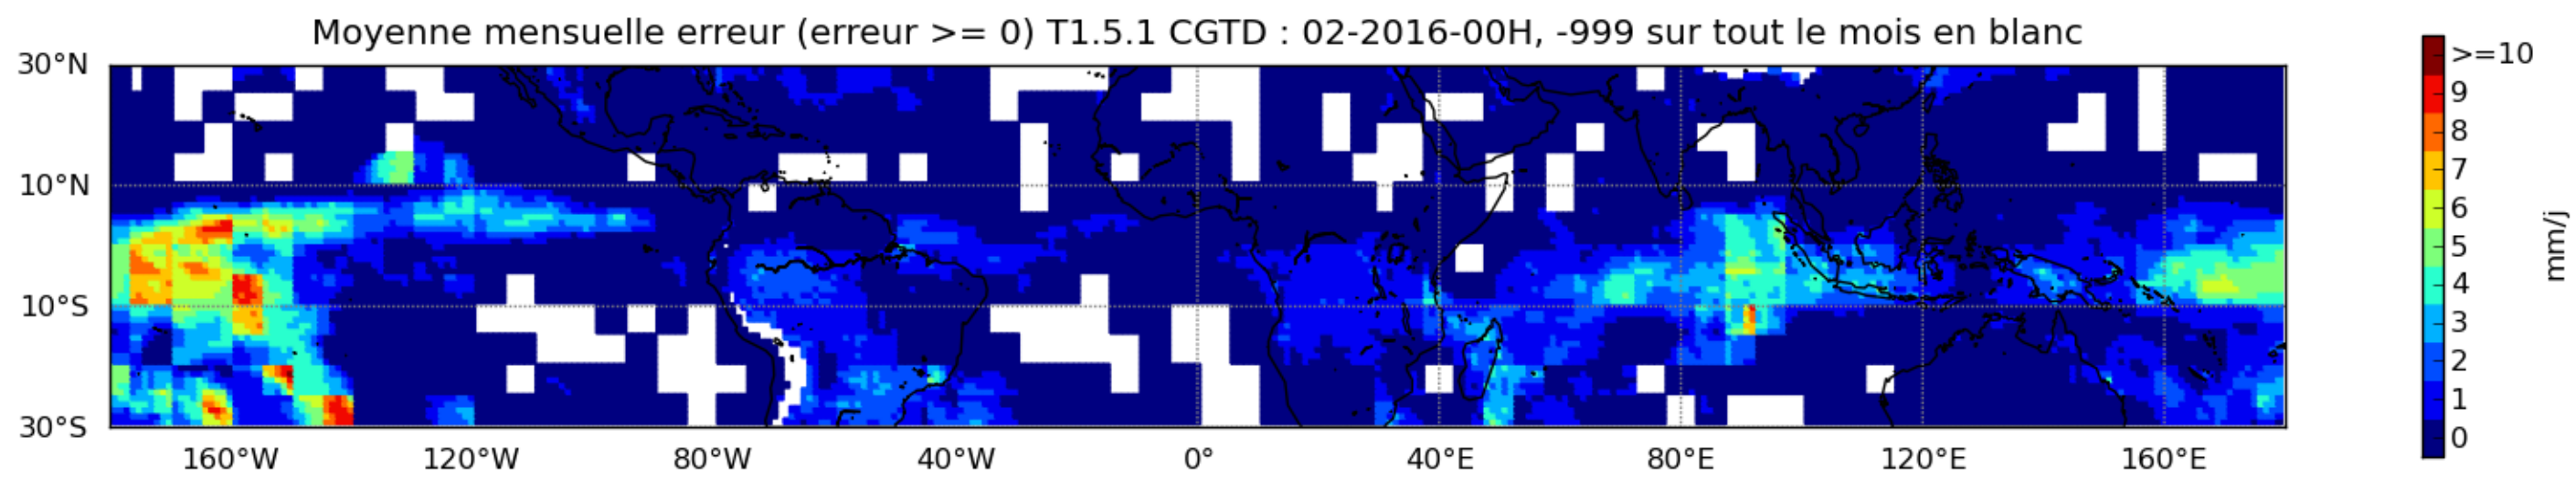 Moyenne mensuelle erreur (erreur >= 0) T1.5.1 CGTD : 02-2016-00H, -999 sur tout le mois en blanc
30°N
10°N
10°S
30°S
160°W 120°W 80°W 40°W 0° 40°E 80°E 120°E 160°E
>=10
9
8
7
6
5
4
3
2
1
0
mm/j